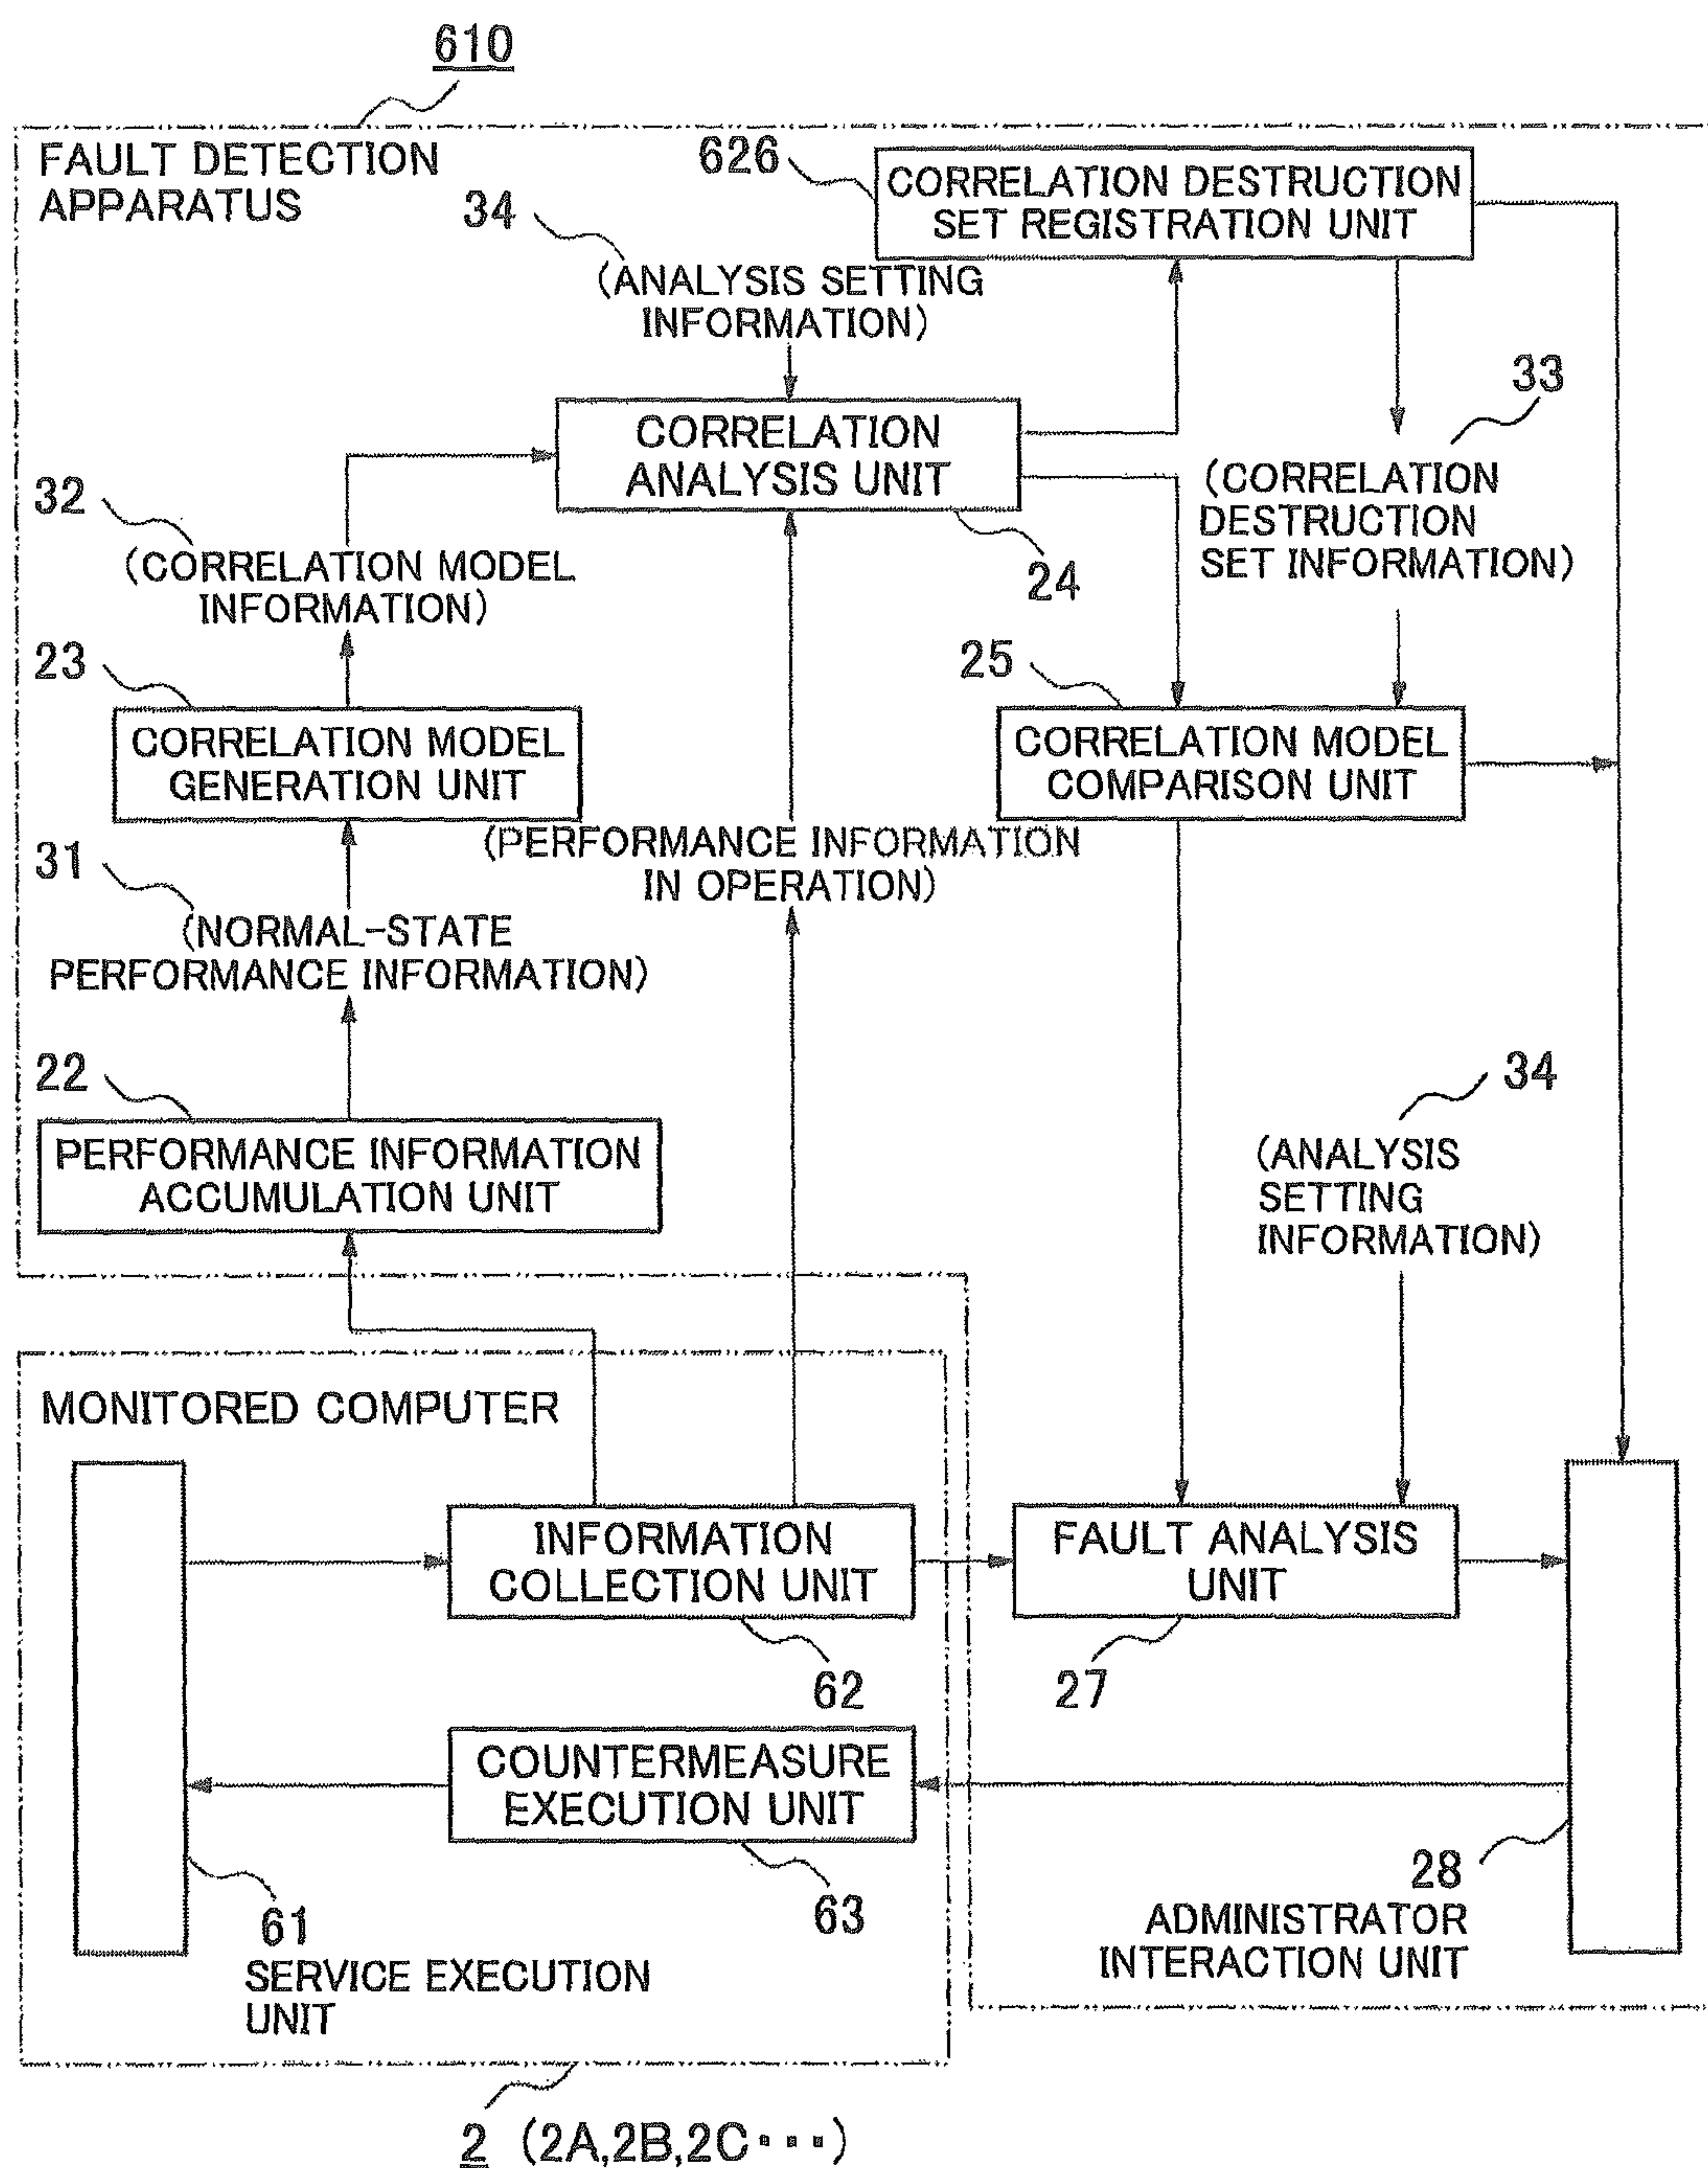 610
FAULT DETECTION
APPARATUS
626
CORRELATION DESTRUCTION
SET REGISTRATION UNIT
34
(ANALYSIS SETTING
INFORMATION)
33
CORRELATION
ANALYSIS UNIT
24
(CORRELATION
DESTRUCTION
SET INFORMATION)
32
(CORRELATION MODEL
INFORMATION)
23
CORRELATION MODEL
GENERATION UNIT
25
CORRELATION MODEL
COMPARISON UNIT
31
(NORMAL-STATE
PERFORMANCE INFORMATION)
(PERFORMANCE INFORMATION
IN OPERATION)
22
PERFORMANCE INFORMATION
ACCUMULATION UNIT
34
(ANALYSIS
SETTING
INFORMATION)
MONITORED COMPUTER
INFORMATION
COLLECTION UNIT
62
FAULT ANALYSIS
UNIT
27
COUNTERMEASURE
EXECUTION UNIT
63
61
SERVICE EXECUTION
UNIT
28
ADMINISTRATOR
INTERACTION UNIT
2 (2A,2B,2C···)